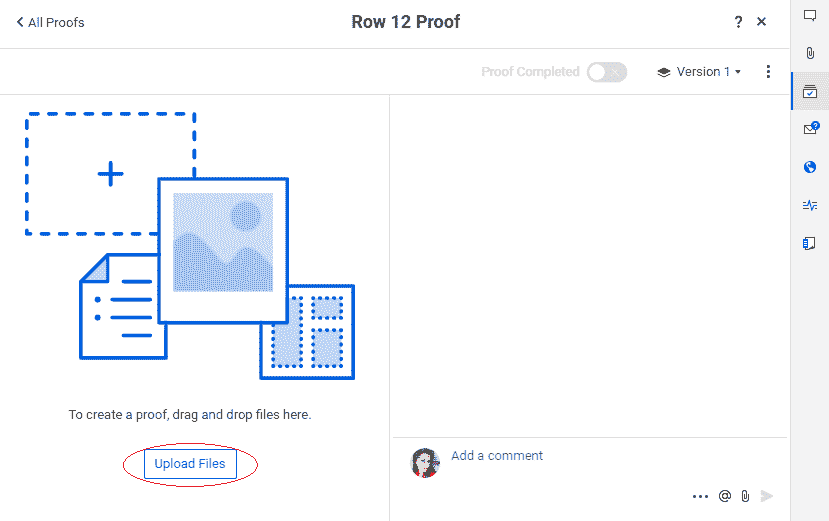 All Proofs
Row 12 Proof
?
Proof Completed
Version 1
To create a proof, drag and drop files here.
Upload Files
Add a comment
@